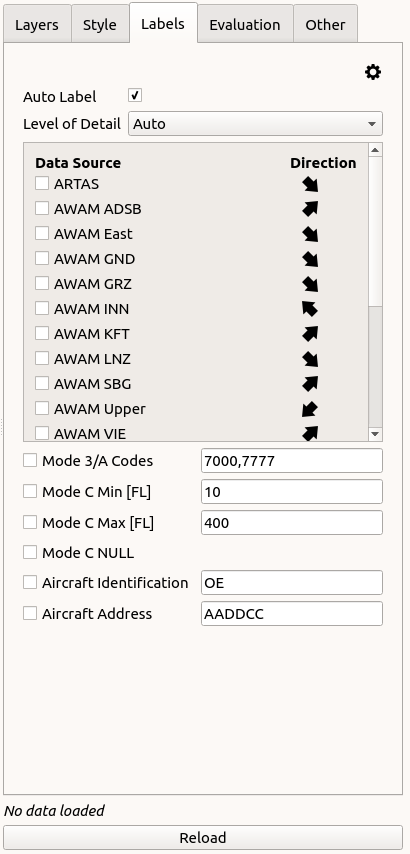 Layers Style Labels Evaluation Other
Auto Label
Level of Detail Auto
Data Source Direction
ARTAS
AWAM ADSB
AWAM East
AWAM GND
AWAM GRZ
AWAM INN
AWAM KFT
AWAM LNZ
AWAM SBG
AWAM Upper
AWAM VIE
Mode 3/A Codes 7000,7777
Mode C Min [FL] 10
Mode C Max [FL] 400
Mode C NULL
Aircraft Identification OE
Aircraft Address AADDCC
No data loaded
Reload